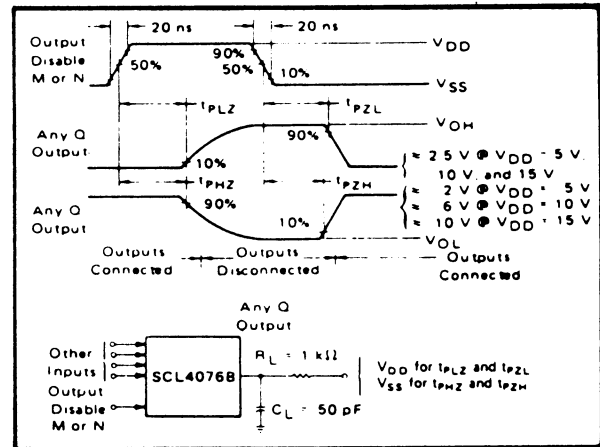 20 ns
20 ns
Output
Disable
M or N
90%
50%
50%
10%
VDD
VSS
tPLZ
tPZL
VOH
Any Q
Output
90%
10%
≈ 2.5 V @ VDD = 5 V,
10 V, and 15 V
tPHZ
tPZH
Any Q
Output
90%
10%
≈ 2 V @ VDD = 5 V
≈ 6 V @ VDD = 10 V
≈ 10 V @ VDD = 15 V
VOL
Outputs
Connected
Outputs
Disconnected
Outputs
Connected
Any Q
Output
Other
Inputs
Output
Disable
M or N
SCL4076B
RL = 1 kΩ
CL = 50 pF
VDD for tPLZ and tPZL
VSS for tPHZ and tPZH